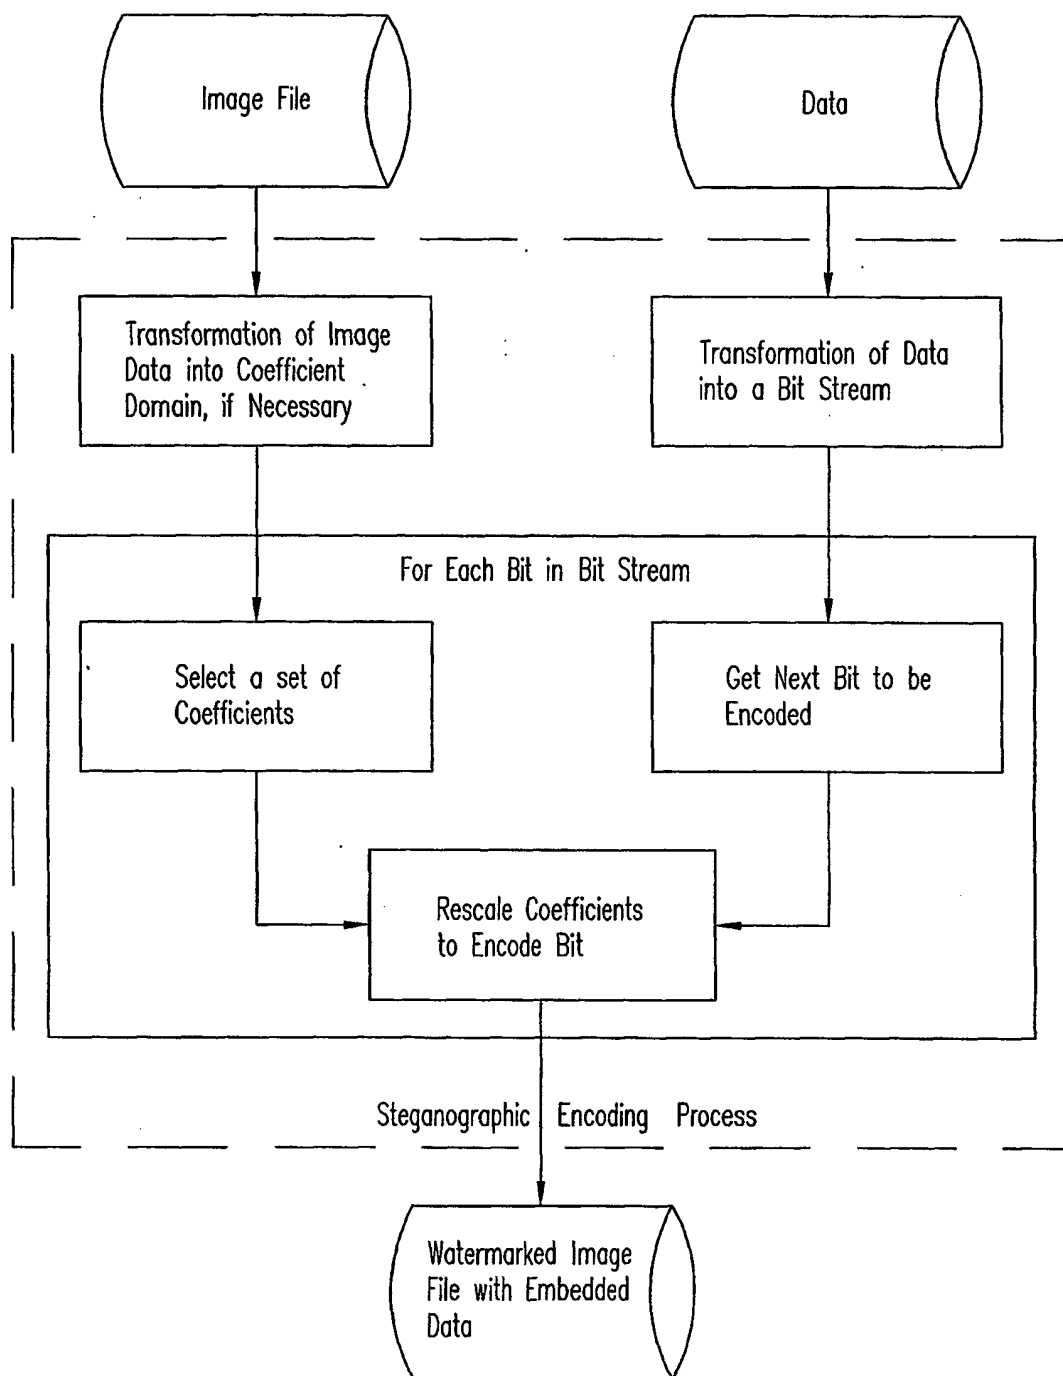 Image File
Data
Transformation of Image
Data into Coefficient
Domain, if Necessary
Transformation of Data
into a Bit Stream
For Each Bit in Bit Stream
Select a set of
Coefficients
Get Next Bit to be
Encoded
Rescale Coefficients
to Encode Bit
Steganographic Encoding Process
Watermarked Image
File with Embedded
Data